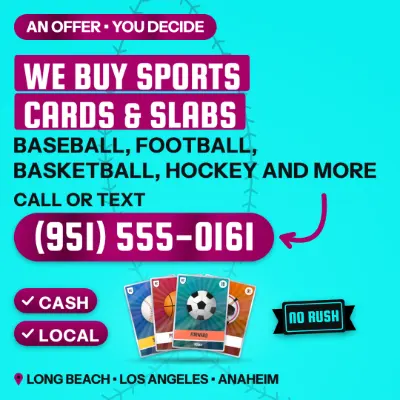 AN OFFER • YOU DECIDE
WE BUY SPORTS
CARDS & SLABS
BASEBALL, FOOTBALL,
BASKETBALL, HOCKEY AND MORE
CALL OR TEXT
(951) 555-0161
✓ CASH
NO RUSH
✓ LOCAL
LONG BEACH • LOS ANGELES • ANAHEIM